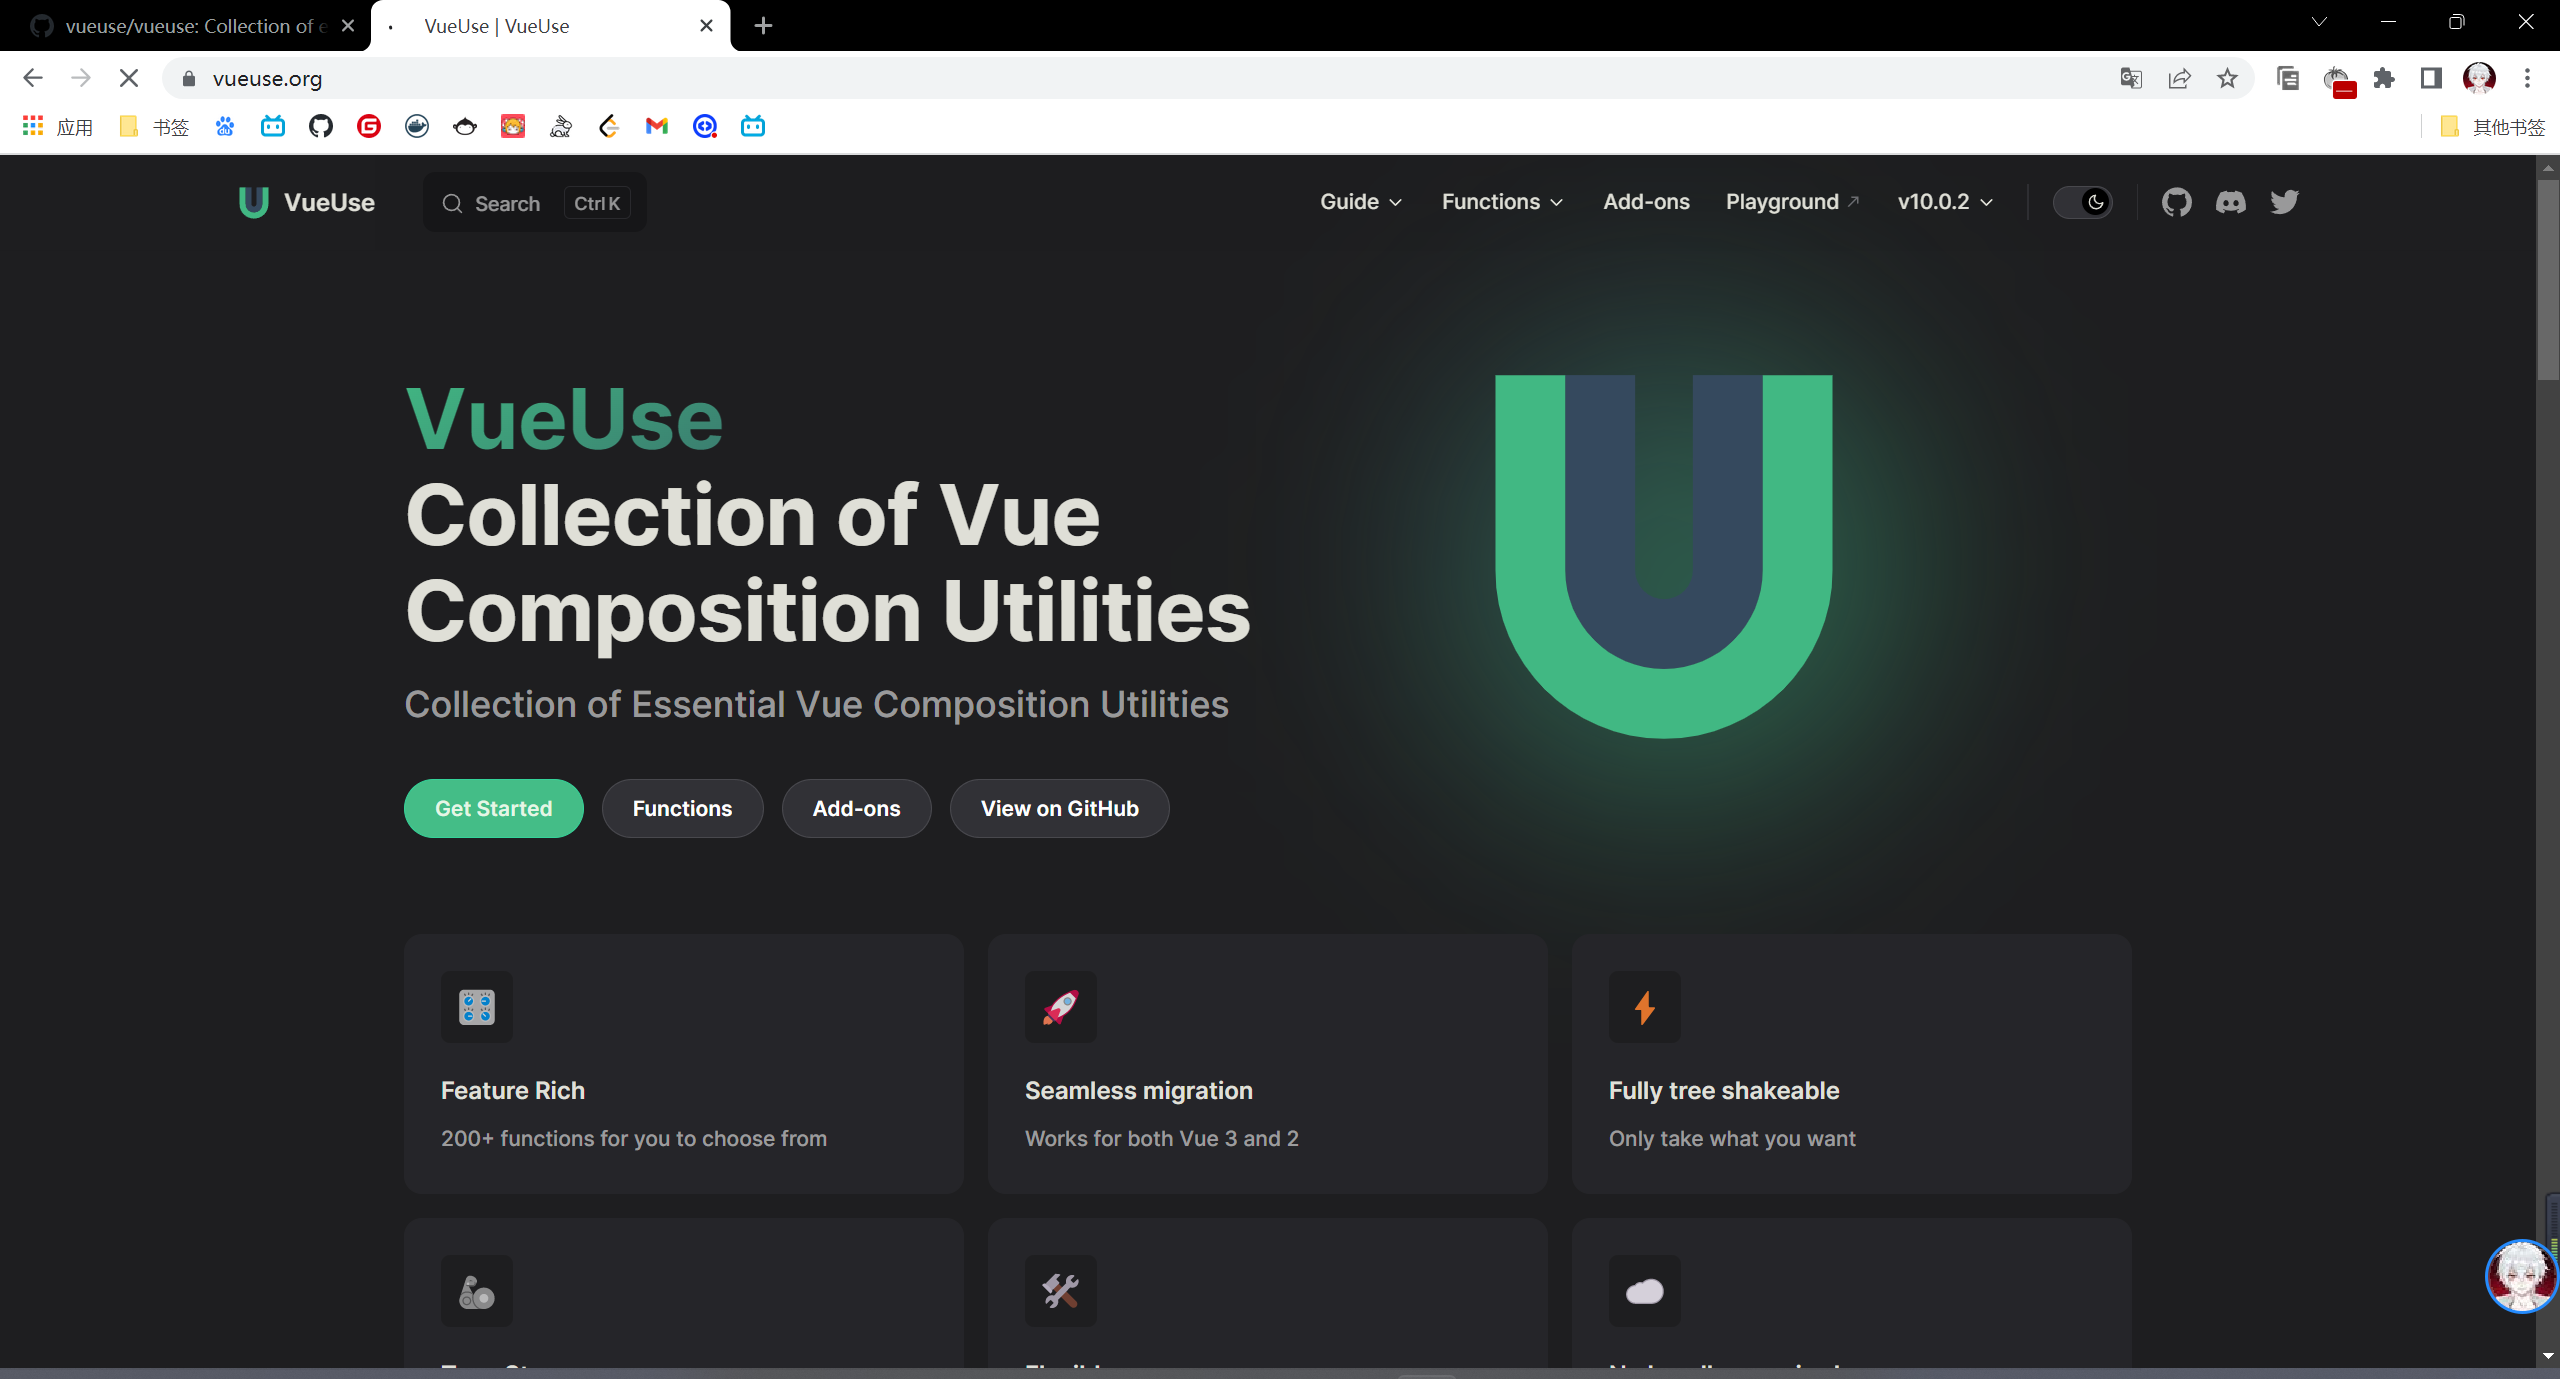 vueuse/vueuse: Collection of
VueUse | VueUse
vueuse.org
应用
书签
其他书签
VueUse
Search
Ctrl K
Guide
Functions
Add-ons
Playground
v10.0.2
VueUse
Collection of Vue
Composition Utilities
Collection of Essential Vue Composition Utilities
Get Started
Functions
Add-ons
View on GitHub
Feature Rich
200+ functions for you to choose from
Seamless migration
Works for both Vue 3 and 2
Fully tree shakeable
Only take what you want